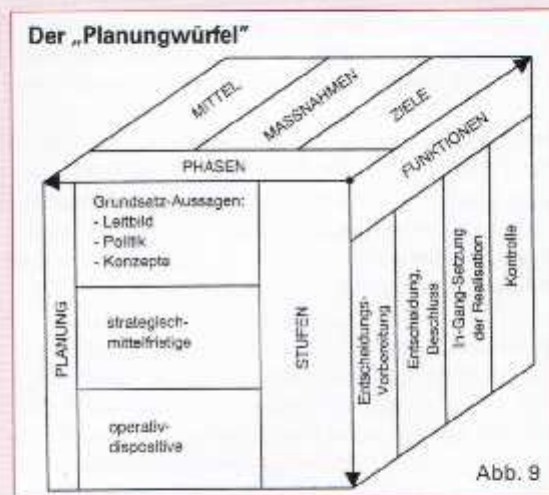 Der „Planungwürfel"
MITTEL
MASSNAHMEN
ZIELE
PHASEN
FUNKTIONEN
PLANUNG
Grundsetz-Aussagen:
- Leitbild
- Politik
- Konzepte
strategisch-
mittelfristige
operativ-
dispositive
STUFEN
Entscheidungs-
Vorbereitung
Entscheidung,
Beschluss
In-Gang-Setzung
der Realisation
Kontrolle
Abb. 9